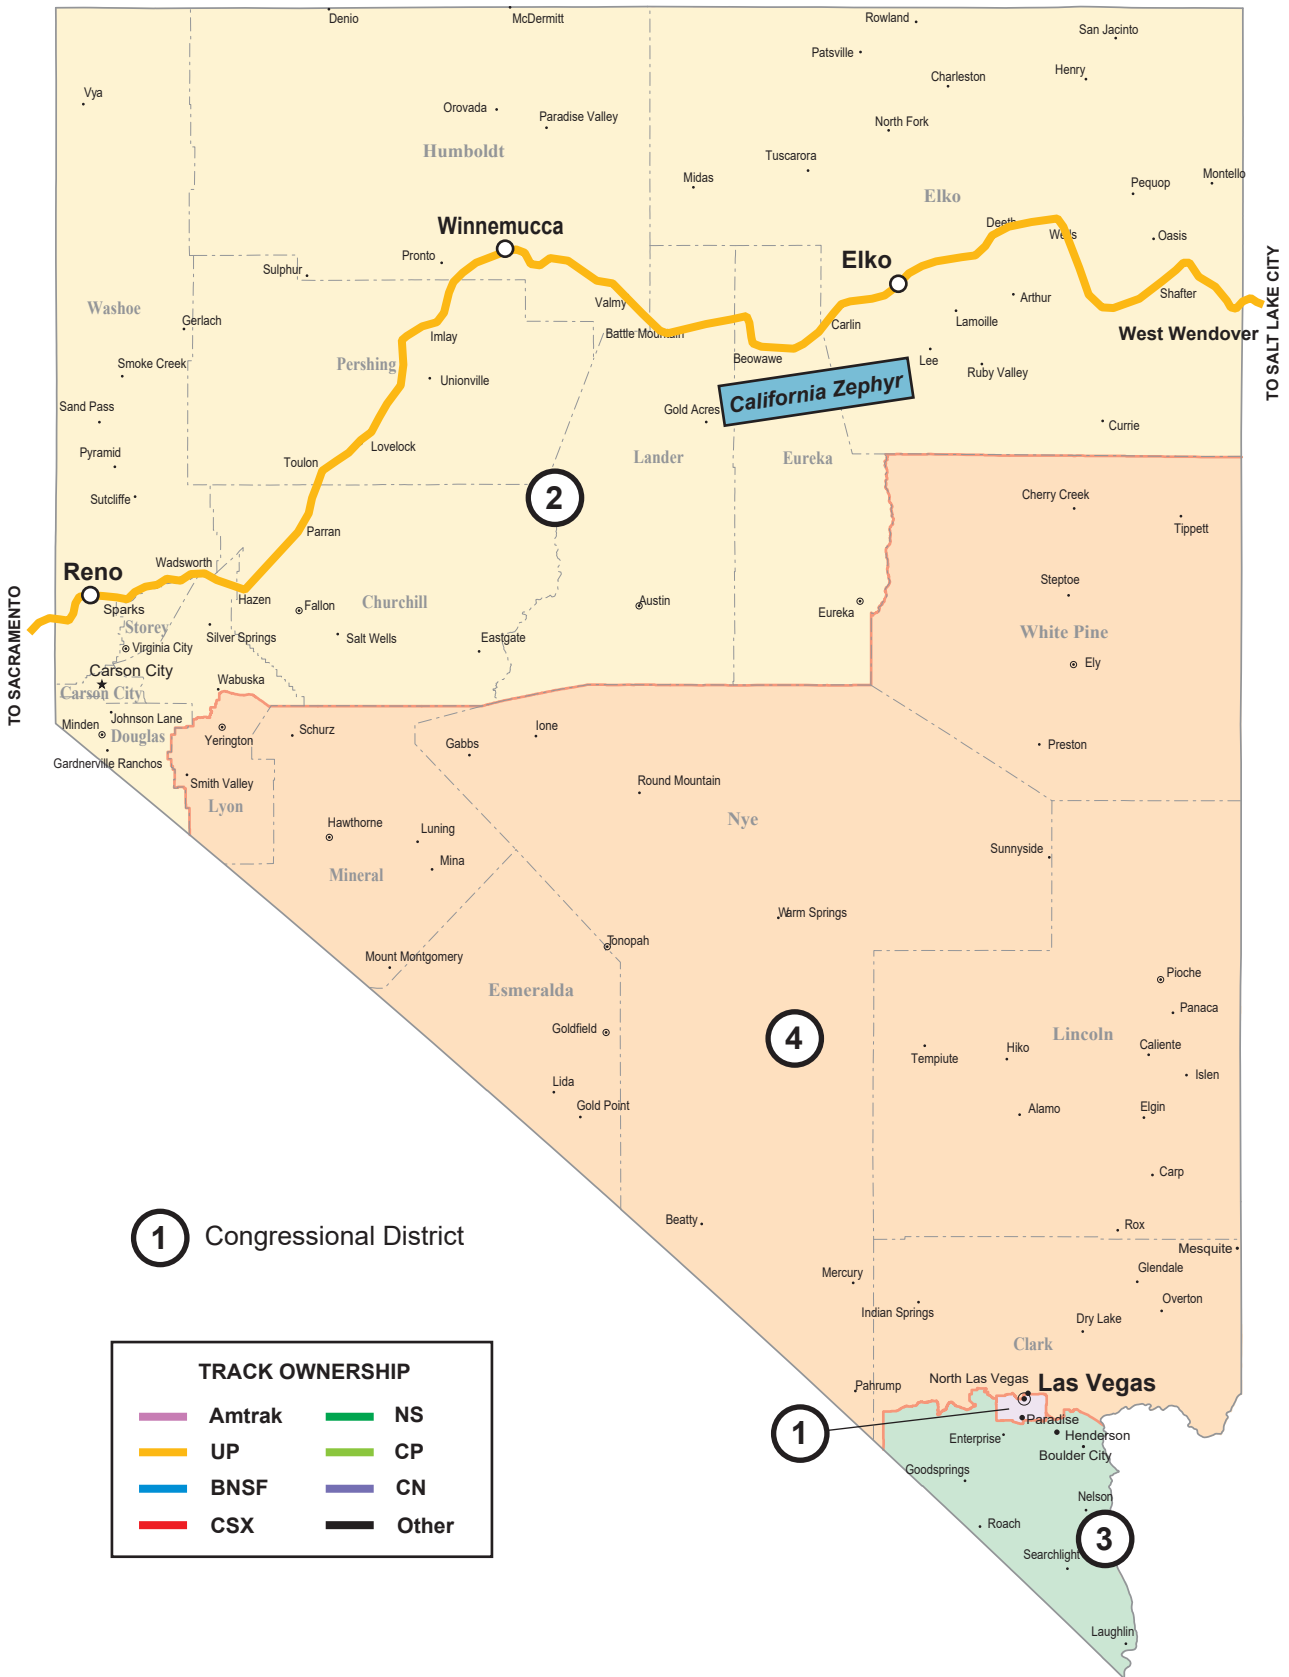 Denio
McDermitt
Rowland
San Jacinto
Patsville
Henry
Charleston
Vya
Orovada
Paradise Valley
North Fork
Humboldt
Tuscarora
Midas
Montello
Pequop
Elko
Winnemucca
Deeth
Wells
Oasis
Pronto
Sulphur
Elko
TO SALT LAKE CITY
Washoe
Valmy
Arthur
Shafter
Gerlach
Imlay
Battle Mountain
Carlin
Lamoille
West Wendover
Smoke Creek
Pershing
Beowawe
Lee
Ruby Valley
Unionville
California Zephyr
Sand Pass
Gold Acres
Currie
Pyramid
Lovelock
Toulon
Lander
Eureka
Sutcliffe
2
Cherry Creek
Tippett
Parran
Wadsworth
Reno
Steptoe
Sparks
Hazen
Fallon
Churchill
Austin
Eureka
TO SACRAMENTO
Storey
Silver Springs
Salt Wells
Eastgate
White Pine
Virginia City
Carson City
Ely
Carson City
Wabuska
Johnson Lane
Minden
Douglas
Yerington
Schurz
Ione
Gabbs
Preston
Gardnerville Ranchos
Smith Valley
Round Mountain
Lyon
Hawthorne
Luning
Nye
Mina
Sunnyside
Mineral
Warm Springs
Tonopah
Mount Montgomery
Pioche
Esmeralda
Panaca
Goldfield
4
Lincoln
Tempiute
Hiko
Caliente
Islen
Lida
Gold Point
Alamo
Elgin
Carp
Beatty
Rox
1 Congressional District
Mesquite
Mercury
Glendale
Indian Springs
Overton
Dry Lake
Clark
Pahrump
North Las Vegas
Las Vegas
1
Paradise
Enterprise
Henderson
Boulder City
Goodsprings
Nelson
Roach
3
Searchlight
Laughlin
TRACK OWNERSHIP
Amtrak
NS
UP
CP
BNSF
CN
CSX
Other